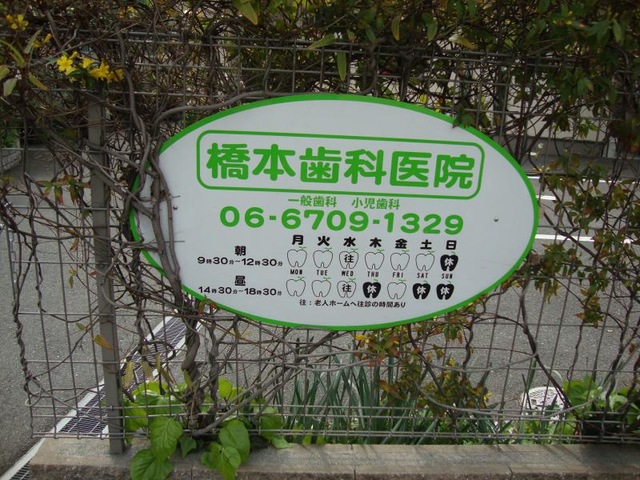 橋本歯科医院
一般歯科 小児歯科
06-6709-1329
月 火 水 木 金 土 日
朝 9時30分~12時30分 往 休
MON TUE WED THU FRI SAT SUN
昼 14時30分~18時30分 往 休 休 休
往:老人ホームへ往診の時間あり